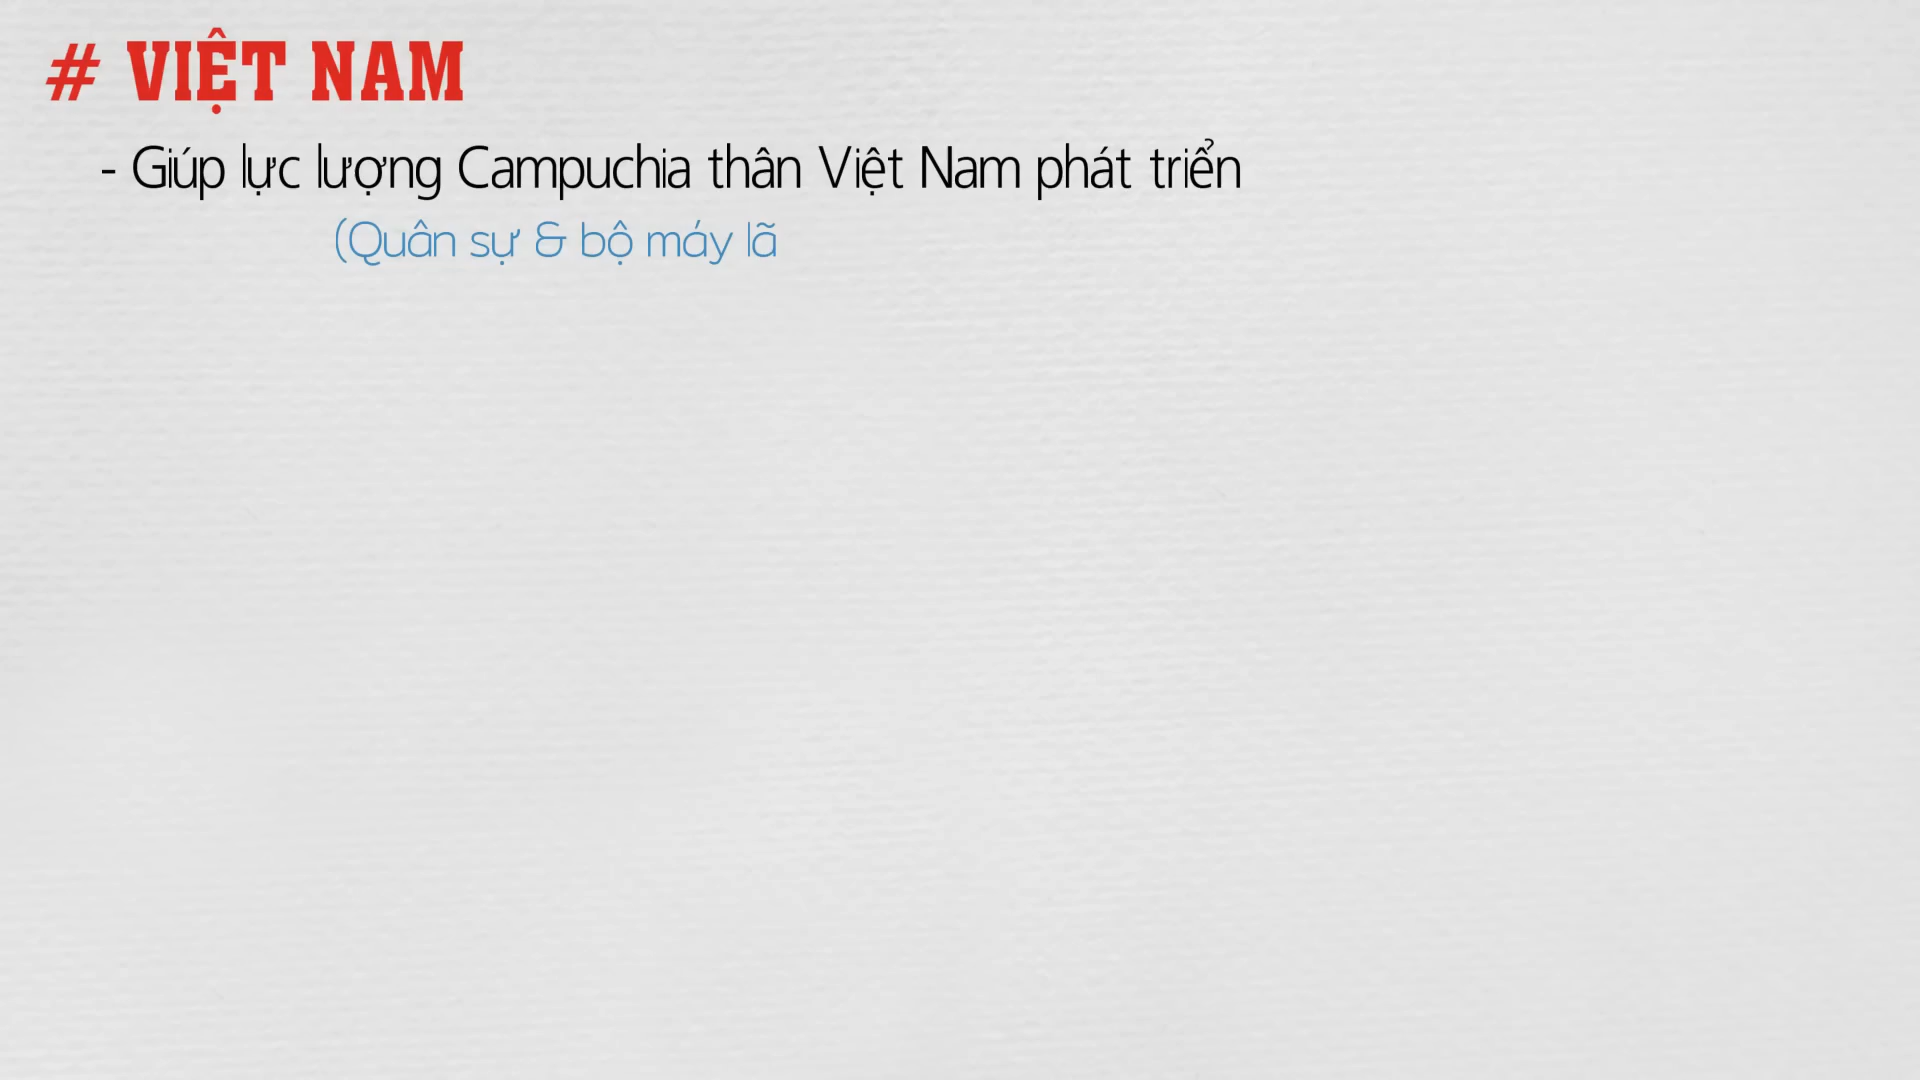 # VIỆT NAM
- Giúp lực lượng Campuchia thân Việt Nam phát triển
(Quân sự & bộ máy lã